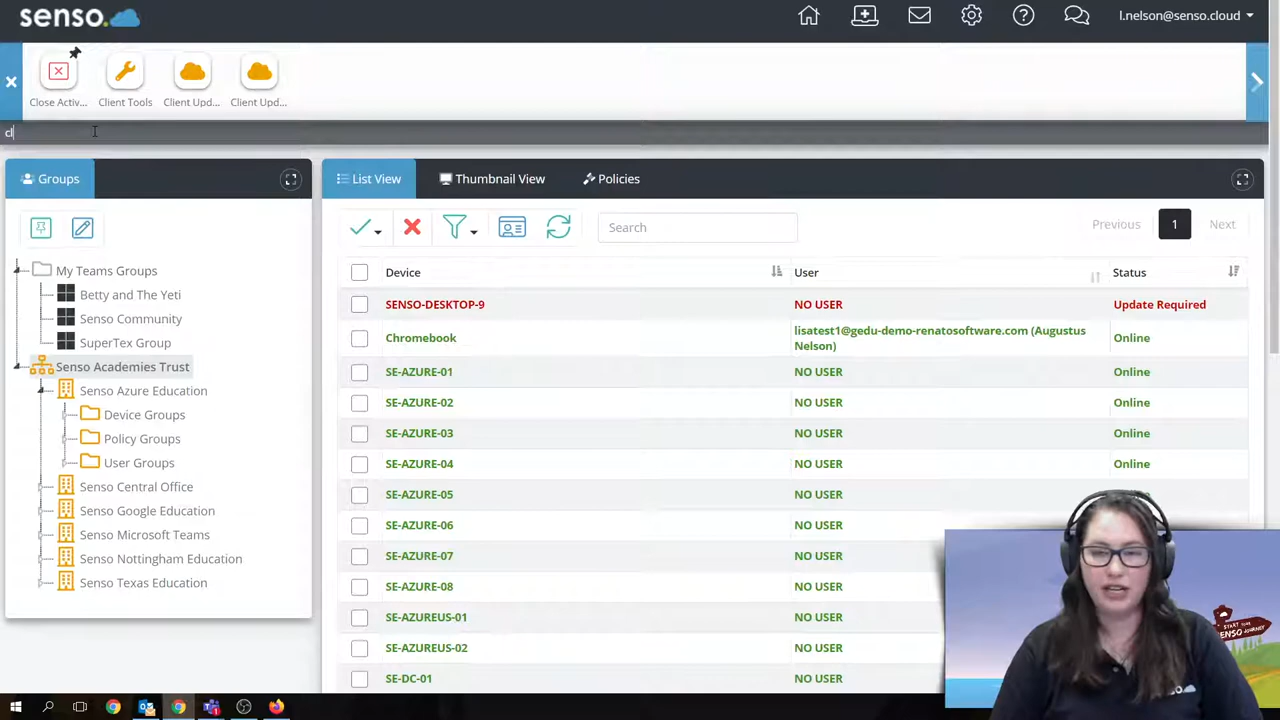 senso.
l.nelson@senso.cloud
Close Activ...
Client Tools
Client Upd...
Client Upd...
cl
Groups
My Teams Groups
Betty and The Yeti
Senso Community
SuperTex Group
Senso Academies Trust
Senso Azure Education
Device Groups
Policy Groups
User Groups
Senso Central Office
Senso Google Education
Senso Microsoft Teams
Senso Nottingham Education
Senso Texas Education
List View
Thumbnail View
Policies
Search
Previous
1
Next
Device User Status
SENSO-DESKTOP-9 NO USER Update Required
Chromebook lisatest1@gedu-demo-renatosoftware.com (Augustus
Nelson) Online
SE-AZURE-01 NO USER Online
SE-AZURE-02 NO USER Online
SE-AZURE-03 NO USER Online
SE-AZURE-04 NO USER Online
SE-AZURE-05 NO USER
SE-AZURE-06 NO USER
SE-AZURE-07 NO USER
SE-AZURE-08 NO USER
SE-AZUREUS-01 NO USER
SE-AZUREUS-02 NO USER
SE-DC-01 NO USER
START YOUR
SENSO
JOURNEY